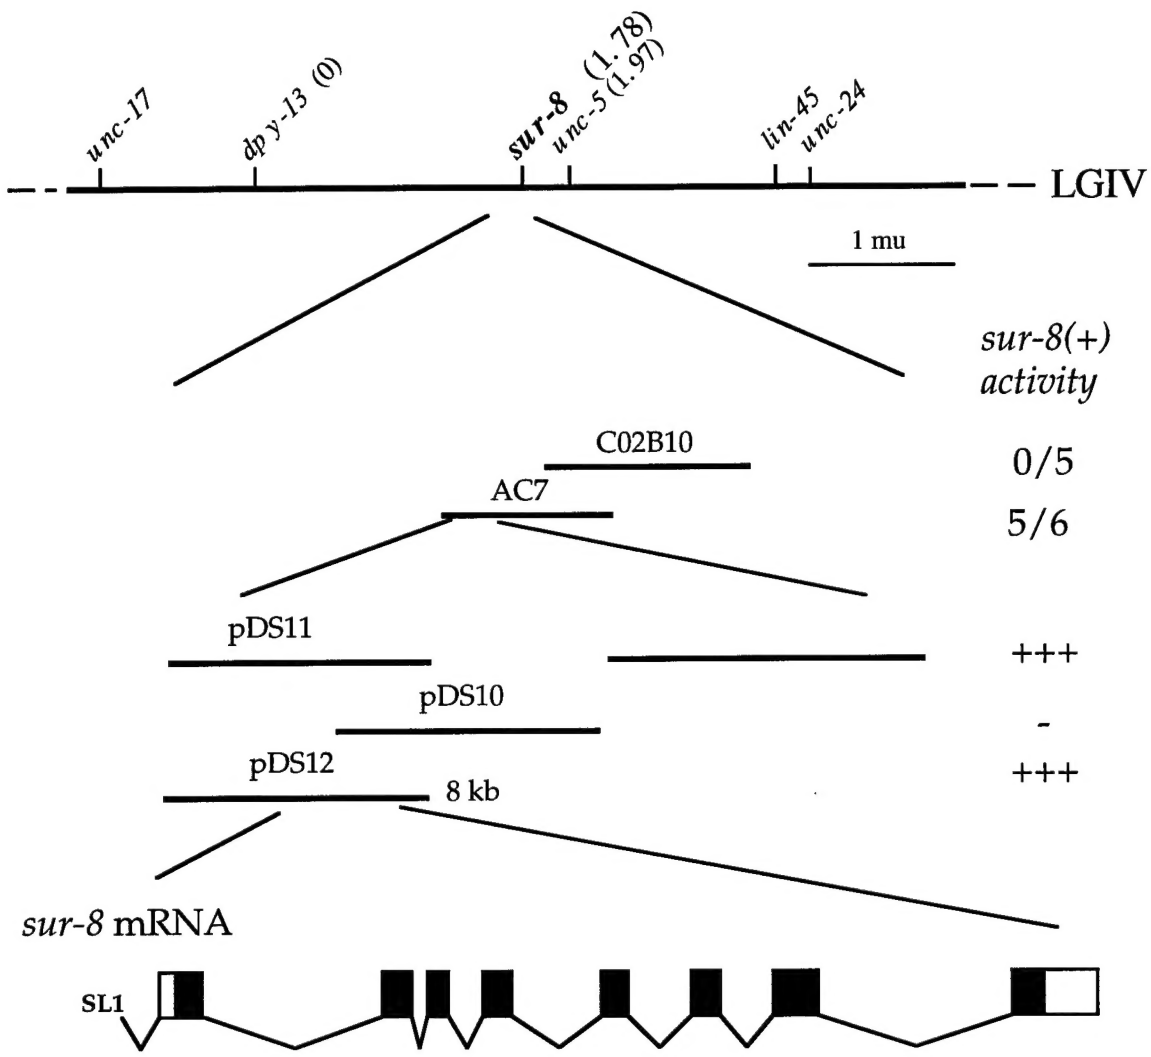 unc-17
dpy-13 (0)
sur-8 (1.78)
unc-5 (1.97)
lin-45
unc-24
LGIV
1 mu
sur-8(+)
activity
C02B10
0/5
AC7
5/6
pDS11
+++
pDS10
-
pDS12
+++
8 kb
sur-8 mRNA
SL1